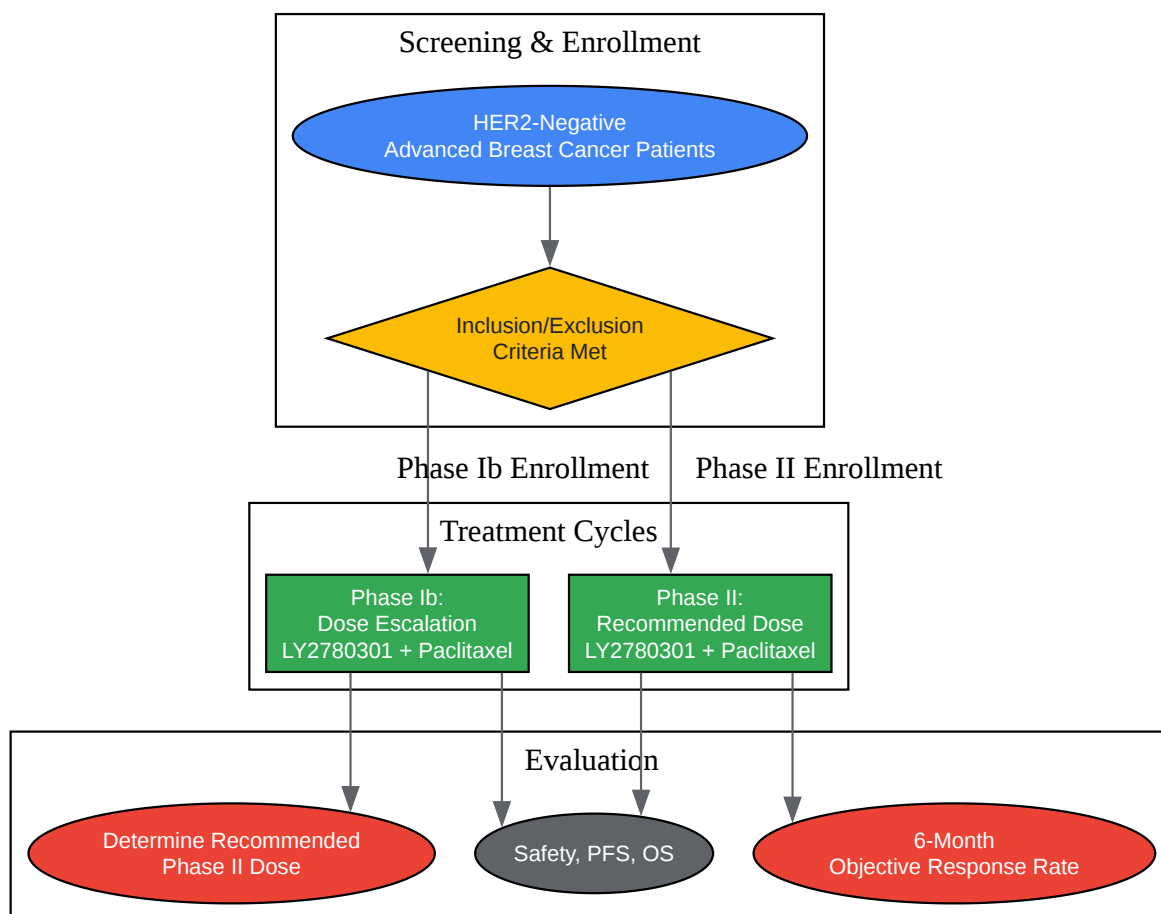 Screening & Enrollment
HER2-Negative
Advanced Breast Cancer Patients
Inclusion/Exclusion
Criteria Met
Phase Ib Enrollment
Phase II Enrollment
Treatment Cycles
Phase Ib:
Dose Escalation
LY2780301 + Paclitaxel
Phase II:
Recommended Dose
LY2780301 + Paclitaxel
Evaluation
Determine Recommended
Phase II Dose
Safety, PFS, OS
6-Month
Objective Response Rate